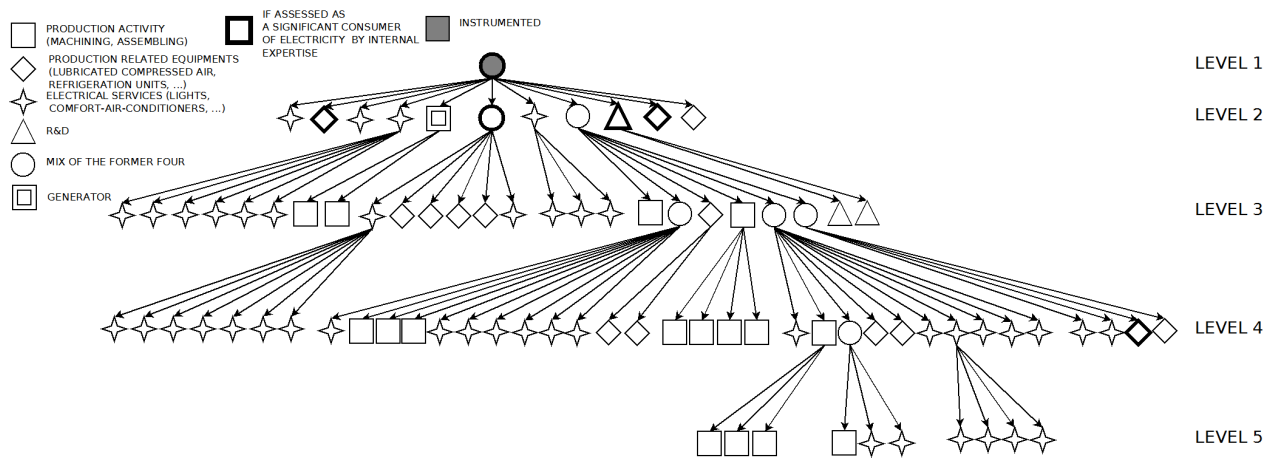 PRODUCTION ACTIVITY
(MACHINING, ASSEMBLING)
IF ASSESSED AS
A SIGNIFICANT CONSUMER
OF ELECTRICITY BY INTERNAL
EXPERTISE
INSTRUMENTED
PRODUCTION RELATED EQUIPMENTS
(LUBRICATED COMPRESSED AIR,
REFRIGERATION UNITS, ...)
ELECTRICAL SERVICES (LIGHTS,
COMFORT-AIR-CONDITIONERS, ...)
R&D
MIX OF THE FORMER FOUR
GENERATOR
LEVEL 1
LEVEL 2
LEVEL 3
LEVEL 4
LEVEL 5